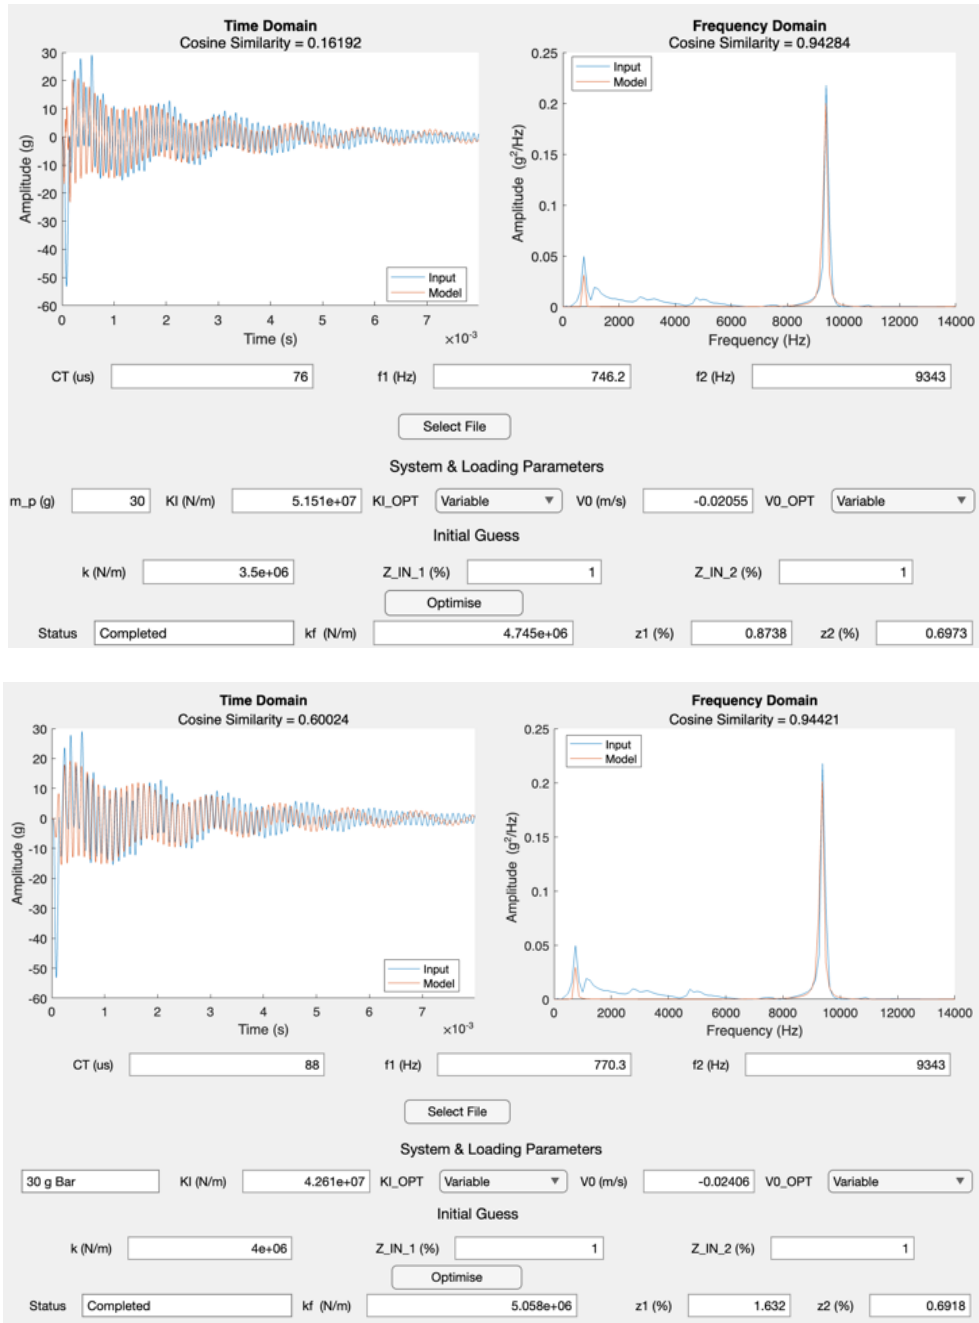 Time Domain
Cosine Similarity = 0.16192
Frequency Domain
Cosine Similarity = 0.94284
30
20
10
0
-10
-20
-30
-40
-50
-60
Amplitude (g)
Input
Model
0 1 2 3 4 5 6 7
Time (s)
×10-3
0.25
0.2
0.15
0.1
0.05
0
Amplitude (g²/Hz)
Input
Model
0 2000 4000 6000 8000 10000 12000 14000
Frequency (Hz)
CT (us) 76 f1 (Hz) 746.2 f2 (Hz) 9343
Select File
System & Loading Parameters
m_p (g) 30 KI (N/m) 5.151e+07 KI_OPT Variable V0 (m/s) -0.02055 V0_OPT Variable
Initial Guess
k (N/m) 3.5e+06 Z_IN_1 (%) 1 Z_IN_2 (%) 1
Optimise
Status Completed kf (N/m) 4.745e+06 z1 (%) 0.8738 z2 (%) 0.6973
Time Domain
Cosine Similarity = 0.60024
Frequency Domain
Cosine Similarity = 0.94421
30
20
10
0
-10
-20
-30
-40
-50
-60
Amplitude (g)
Input
Model
0 1 2 3 4 5 6 7
Time (s)
×10-3
0.25
0.2
0.15
0.1
0.05
0
Amplitude (g²/Hz)
Input
Model
0 2000 4000 6000 8000 10000 12000 14000
Frequency (Hz)
CT (us) 88 f1 (Hz) 770.3 f2 (Hz) 9343
Select File
System & Loading Parameters
30 g Bar KI (N/m) 4.261e+07 KI_OPT Variable V0 (m/s) -0.02406 V0_OPT Variable
Initial Guess
k (N/m) 4e+06 Z_IN_1 (%) 1 Z_IN_2 (%) 1
Optimise
Status Completed kf (N/m) 5.058e+06 z1 (%) 1.632 z2 (%) 0.6918